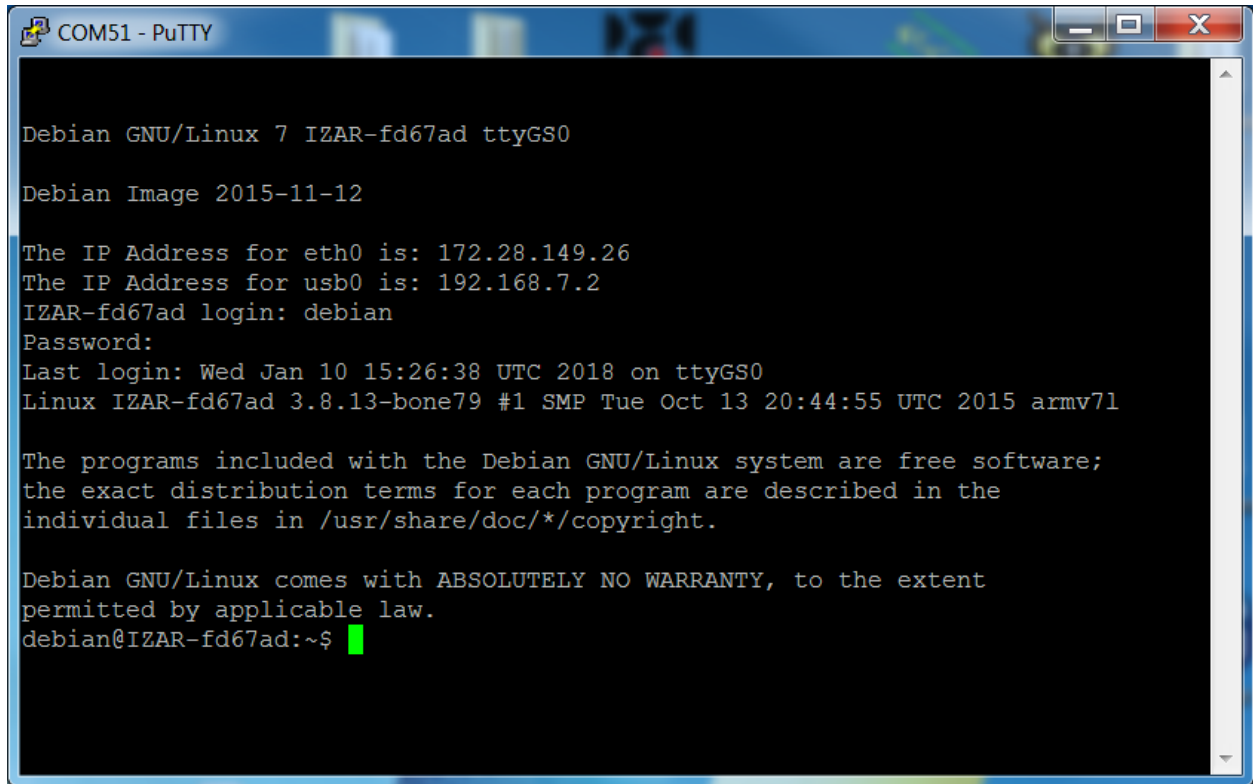 COM51 - PuTTY
Debian GNU/Linux 7 IZAR-fd67ad ttyGS0
Debian Image 2015-11-12
The IP Address for eth0 is: 172.28.149.26
The IP Address for usb0 is: 192.168.7.2
IZAR-fd67ad login: debian
Password:
Last login: Wed Jan 10 15:26:38 UTC 2018 on ttyGS0
Linux IZAR-fd67ad 3.8.13-bone79 #1 SMP Tue Oct 13 20:44:55 UTC 2015 armv7l
The programs included with the Debian GNU/Linux system are free software;
the exact distribution terms for each program are described in the
individual files in /usr/share/doc/*/copyright.
Debian GNU/Linux comes with ABSOLUTELY NO WARRANTY, to the extent
permitted by applicable law.
debian@IZAR-fd67ad:~$